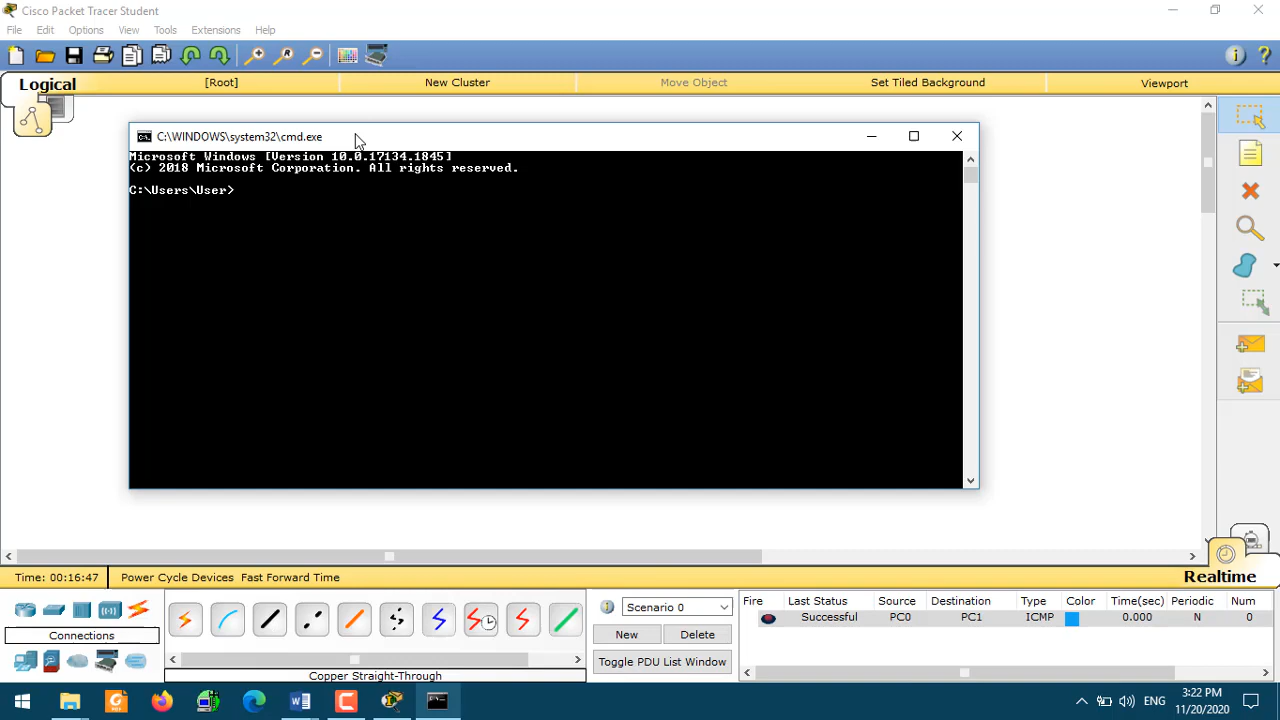 Cisco Packet Tracer Student
File Edit Options View Tools Extensions Help
Logical [Root] New Cluster Move Object Set Tiled Background Viewport
C:\WINDOWS\system32\cmd.exe
Microsoft Windows [Version 10.0.17134.1845]
(c) 2018 Microsoft Corporation. All rights reserved.
C:\Users\User>
Time: 00:16:47 Power Cycle Devices Fast Forward Time Realtime
Scenario 0 Fire Last Status Source Destination Type Color Time(sec) Periodic Num
Successful PC0 PC1 ICMP 0.000 N 0
Connections New Delete
Toggle PDU List Window
Copper Straight-Through
ENG 3:22 PM
11/20/2020